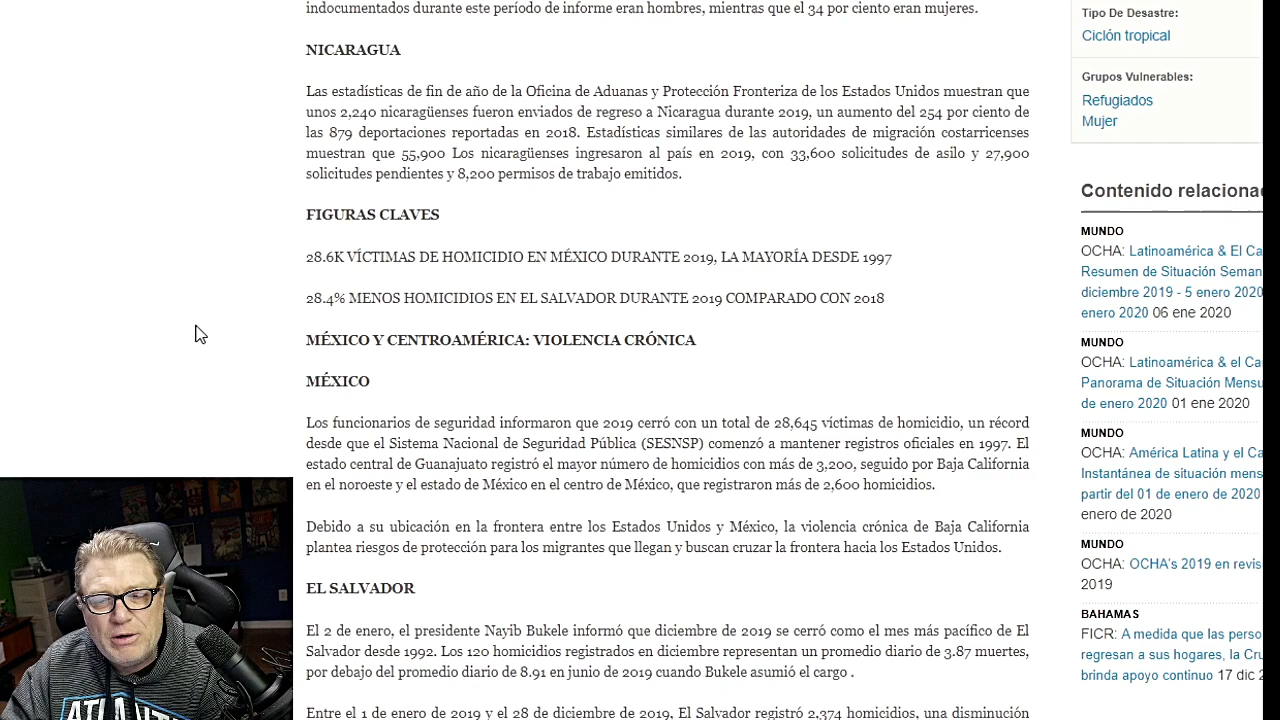 indocumentados durante este período de informe eran hombres, mientras que el 34 por ciento eran mujeres.
NICARAGUA
Las estadísticas de fin de año de la Oficina de Aduanas y Protección Fronteriza de los Estados Unidos muestran que
unos 2,240 nicaragüenses fueron enviados de regreso a Nicaragua durante 2019, un aumento del 254 por ciento de
las 879 deportaciones reportadas en 2018. Estadísticas similares de las autoridades de migración costarricenses
muestran que 55,900 Los nicaragüenses ingresaron al país en 2019, con 33,600 solicitudes de asilo y 27,900
solicitudes pendientes y 8,200 permisos de trabajo emitidos.
FIGURAS CLAVES
28.6K VÍCTIMAS DE HOMICIDIO EN MÉXICO DURANTE 2019, LA MAYORÍA DESDE 1997
28.4% MENOS HOMICIDIOS EN EL SALVADOR DURANTE 2019 COMPARADO CON 2018
MÉXICO Y CENTROAMÉRICA: VIOLENCIA CRÓNICA
MÉXICO
Los funcionarios de seguridad informaron que 2019 cerró con un total de 28,645 víctimas de homicidio, un récord
desde que el Sistema Nacional de Seguridad Pública (SESNSP) comenzó a mantener registros oficiales en 1997. El
estado central de Guanajuato registró el mayor número de homicidios con más de 3,200, seguido por Baja California
en el noroeste y el estado de México en el centro de México, que registraron más de 2,600 homicidios.
Debido a su ubicación en la frontera entre los Estados Unidos y México, la violencia crónica de Baja California
plantea riesgos de protección para los migrantes que llegan y buscan cruzar la frontera hacia los Estados Unidos.
EL SALVADOR
El 2 de enero, el presidente Nayib Bukele informó que diciembre de 2019 se cerró como el mes más pacífico de El
Salvador desde 1992. Los 120 homicidios registrados en diciembre representan un promedio diario de 3.87 muertes,
por debajo del promedio diario de 8.91 en junio de 2019 cuando Bukele asumió el cargo .
Entre el 1 de enero de 2019 y el 28 de diciembre de 2019, El Salvador registró 2,374 homicidios, una disminución
Tipo De Desastre:
Ciclón tropical
Grupos Vulnerables:
Refugiados
Mujer
Contenido relaciona
MUNDO
OCHA: Latinoamérica & El Ca
Resumen de Situación Seman
diciembre 2019 - 5 enero 2020
enero 2020 06 ene 2020
MUNDO
OCHA: Latinoamérica & el Ca
Panorama de Situación Mensu
de enero 2020 01 ene 2020
MUNDO
OCHA: América Latina y el Ca
Instantánea de situación mens
partir del 01 de enero de 2020
enero de 2020
MUNDO
OCHA: OCHA's 2019 en revis
2019
BAHAMAS
FICR: A medida que las perso
regresan a sus hogares, la Cru
brinda apoyo continuo 17 dic 2
ATLANT